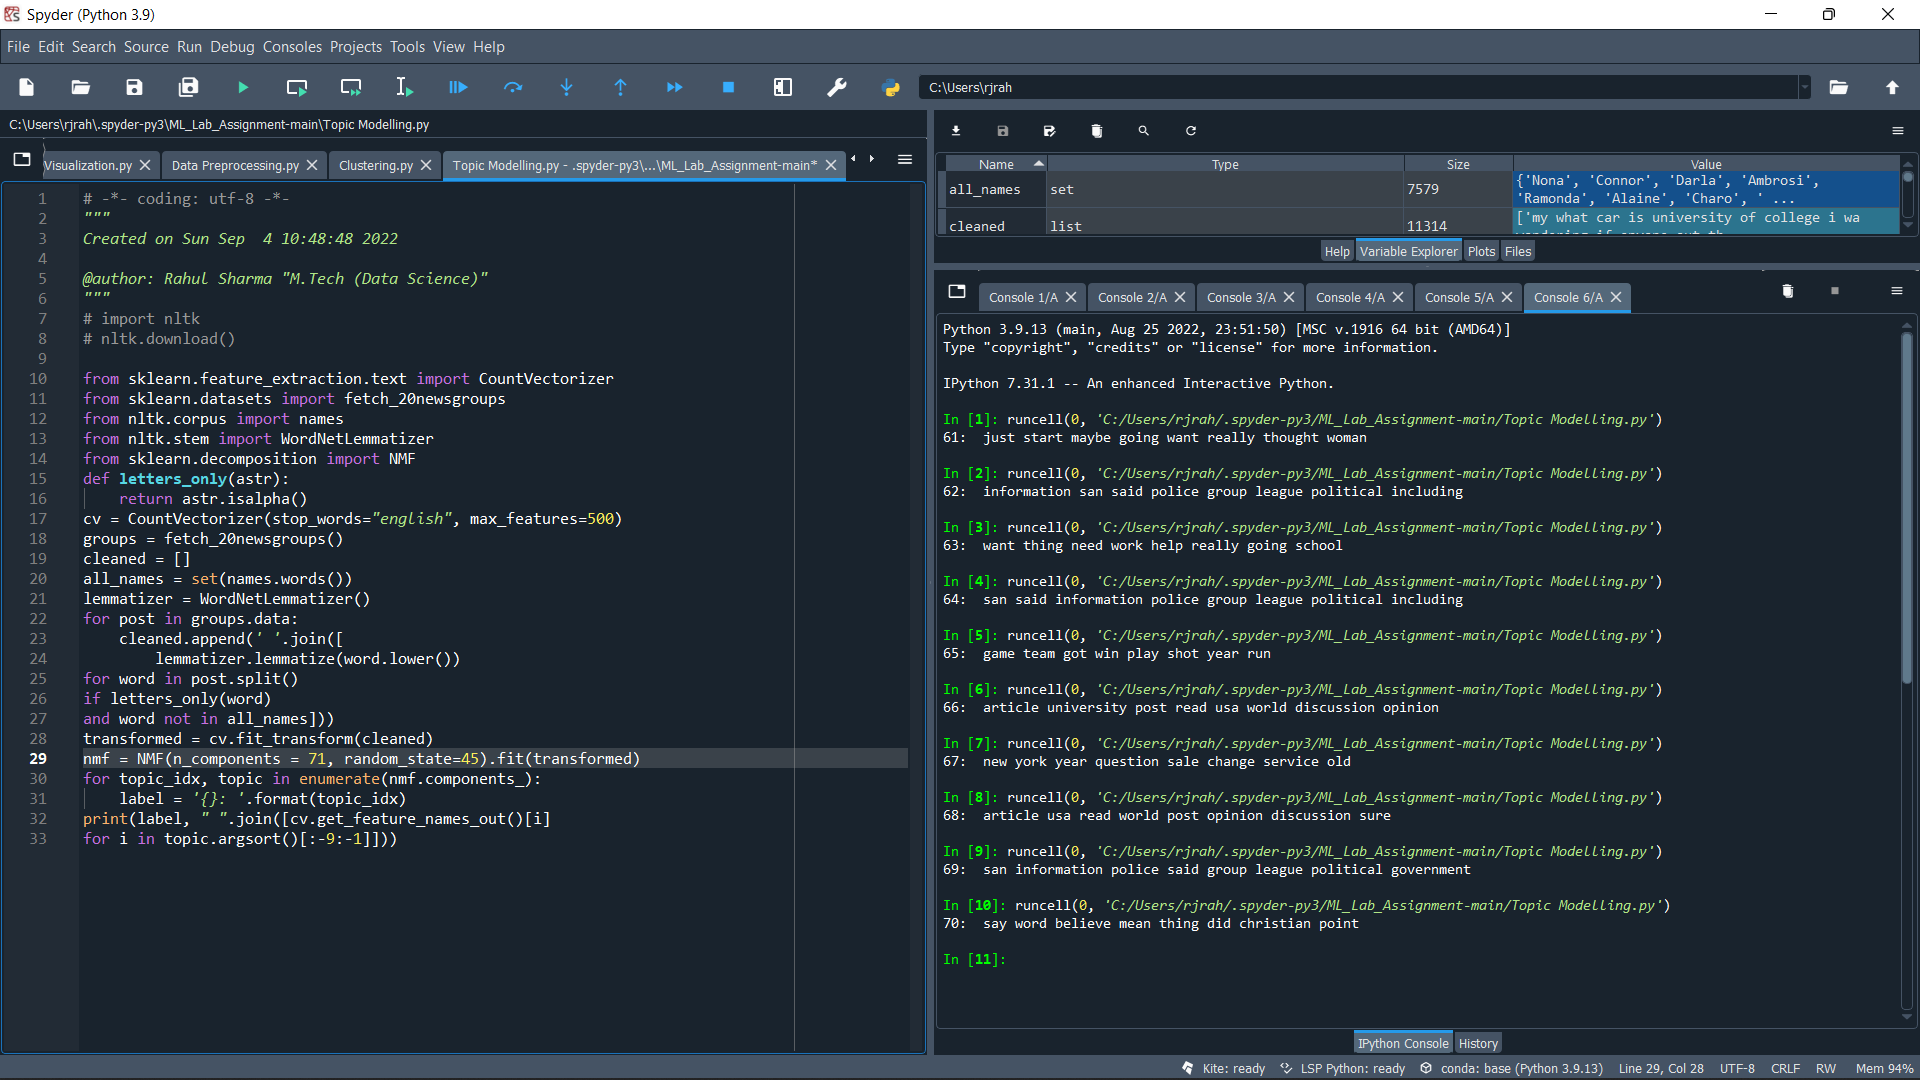 Spyder (Python 3.9)
File Edit Search Source Run Debug Consoles Projects Tools View Help
C:\Users\rjrah
C:\Users\rjrah\.spyder-py3\ML_Lab_Assignment-main\Topic Modelling.py
Visualization.py Data Preprocessing.py Clustering.py Topic Modelling.py - .spyder-py3\...\ML_Lab_Assignment-main*
1 # -*- coding: utf-8 -*-
2 """
3 Created on Sun Sep  4 10:48:48 2022
4
5 @author: Rahul Sharma "M.Tech (Data Science)"
6 """
7 # import nltk
8 # nltk.download()
9
10 from sklearn.feature_extraction.text import CountVectorizer
11 from sklearn.datasets import fetch_20newsgroups
12 from nltk.corpus import names
13 from nltk.stem import WordNetLemmatizer
14 from sklearn.decomposition import NMF
15 def letters_only(astr):
16     return astr.isalpha()
17 cv = CountVectorizer(stop_words="english", max_features=500)
18 groups = fetch_20newsgroups()
19 cleaned = []
20 all_names = set(names.words())
21 lemmatizer = WordNetLemmatizer()
22 for post in groups.data:
23     cleaned.append(' '.join([
24         lemmatizer.lemmatize(word.lower())
25 for word in post.split()
26 if letters_only(word)
27 and word not in all_names]))
28 transformed = cv.fit_transform(cleaned)
29 nmf = NMF(n_components = 71, random_state=45).fit(transformed)
30 for topic_idx, topic in enumerate(nmf.components_):
31     label = '{}: '.format(topic_idx)
32 print(label, " ".join([cv.get_feature_names_out()[i]
33 for i in topic.argsort()[:-9:-1]]))
Name Type Size Value
all_names set 7579 {'Nona', 'Connor', 'Darla', 'Ambrosi',
'Ramonda', 'Alaine', 'Charo', ' ...
cleaned list 11314 ['my what car is university of college i wa
Help Variable Explorer Plots Files
Console 1/A Console 2/A Console 3/A Console 4/A Console 5/A Console 6/A
Python 3.9.13 (main, Aug 25 2022, 23:51:50) [MSC v.1916 64 bit (AMD64)]
Type "copyright", "credits" or "license" for more information.
IPython 7.31.1 -- An enhanced Interactive Python.
In [1]: runcell(0, 'C:/Users/rjrah/.spyder-py3/ML_Lab_Assignment-main/Topic Modelling.py')
61:  just start maybe going want really thought woman
In [2]: runcell(0, 'C:/Users/rjrah/.spyder-py3/ML_Lab_Assignment-main/Topic Modelling.py')
62:  information san said police group league political including
In [3]: runcell(0, 'C:/Users/rjrah/.spyder-py3/ML_Lab_Assignment-main/Topic Modelling.py')
63:  want thing need work help really going school
In [4]: runcell(0, 'C:/Users/rjrah/.spyder-py3/ML_Lab_Assignment-main/Topic Modelling.py')
64:  san said information police group league political including
In [5]: runcell(0, 'C:/Users/rjrah/.spyder-py3/ML_Lab_Assignment-main/Topic Modelling.py')
65:  game team got win play shot year run
In [6]: runcell(0, 'C:/Users/rjrah/.spyder-py3/ML_Lab_Assignment-main/Topic Modelling.py')
66:  article university post read usa world discussion opinion
In [7]: runcell(0, 'C:/Users/rjrah/.spyder-py3/ML_Lab_Assignment-main/Topic Modelling.py')
67:  new york year question sale change service old
In [8]: runcell(0, 'C:/Users/rjrah/.spyder-py3/ML_Lab_Assignment-main/Topic Modelling.py')
68:  article usa read world post opinion discussion sure
In [9]: runcell(0, 'C:/Users/rjrah/.spyder-py3/ML_Lab_Assignment-main/Topic Modelling.py')
69:  san information police said group league political government
In [10]: runcell(0, 'C:/Users/rjrah/.spyder-py3/ML_Lab_Assignment-main/Topic Modelling.py')
70:  say word believe mean thing did christian point
In [11]:
IPython Console History
Kite: ready LSP Python: ready conda: base (Python 3.9.13) Line 29, Col 28 UTF-8 CRLF RW Mem 94%